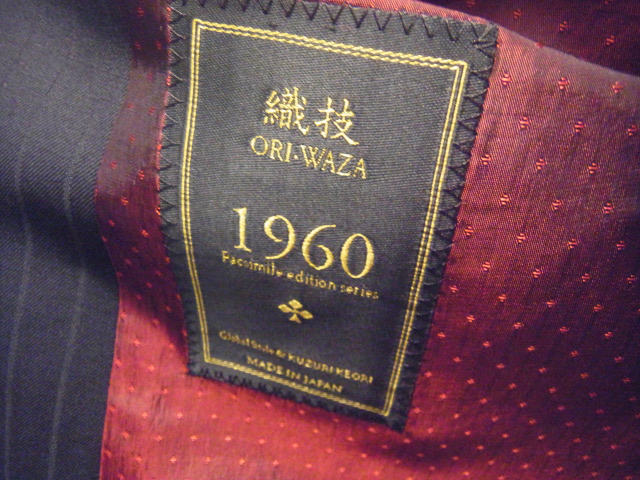 織技
ORI·WAZA
1960
Facsimile edition series
Global Style & KUZURI KEORI
MADE IN JAPAN